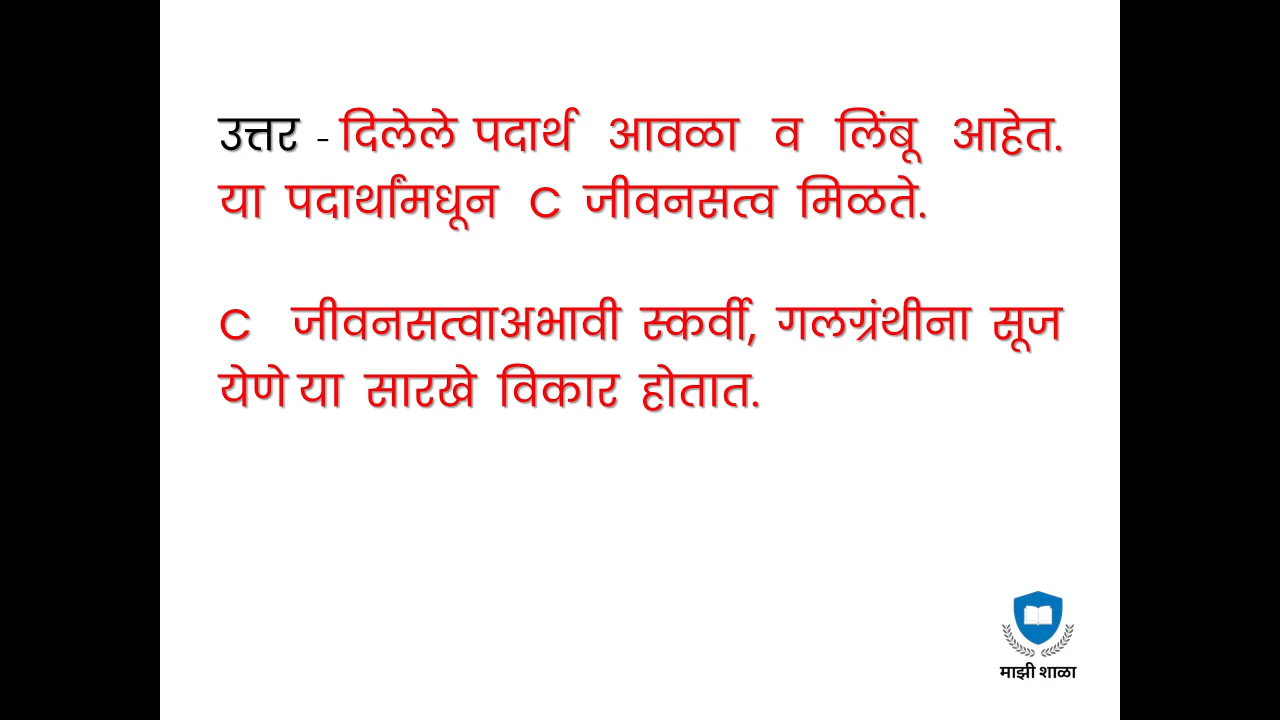 उत्तर - दिलेले पदार्थ आवळा व लिंबू आहेत.
या पदार्थांमधून C जीवनसत्व मिळते.
C जीवनसत्वाअभावी स्कर्वी, गलग्रंथीना सूज
येणे या सारखे विकार होतात.
माझी शाळा